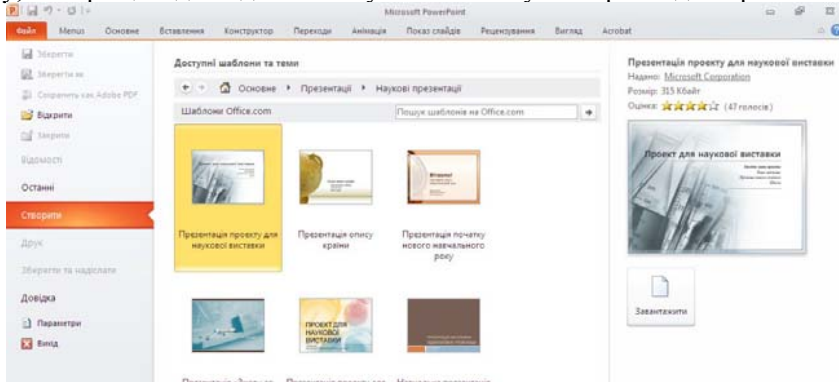 Microsoft PowerPoint
Файл Menus Основне Вставлення Конструктор Переходи Анімація Показ слайдів Рецензування Вигляд Acrobat
Зберегти
Зберегти як
Сохранить как Adobe PDF
Відкрити
Закрити
Відомості
Останні
Створити
Друк
Зберегти та надіслати
Довідка
Параметри
Вихід
Доступні шаблони та теми
Основне Презентації Наукові презентації
Шаблони Office.com Пошук шаблонів на Office.com
Презентація проекту для наукової виставки
Презентація опису країни
Презентація початку нового навчального року
ПРОЕКТ ДЛЯ НАУКОВОЇ ВИСТАВКИ
Презентація проекту для наукової виставки
Надано: Microsoft Corporation
Розмір: 315 Кбайт
Оцінка: (47 голосів)
Проект для наукової виставки
Завантажити